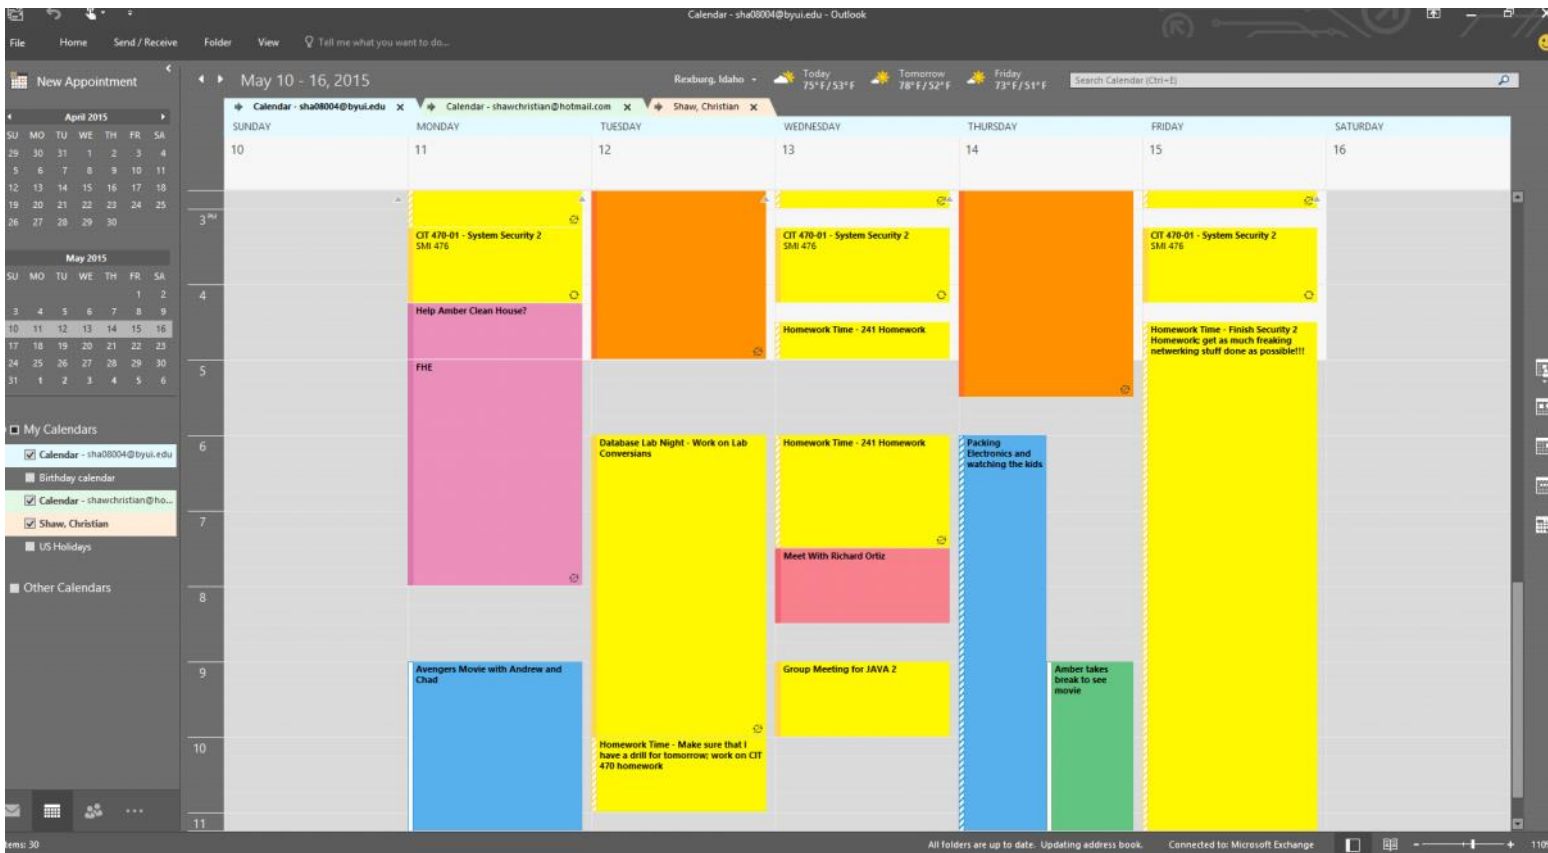 Calendar - sha08004@byui.edu - Outlook
File Home Send / Receive Folder View Tell me what you want to do...
New Appointment
May 10 - 16, 2015
Rexburg, Idaho
Today 75°F/53°F
Tomorrow 78°F/52°F
Friday 73°F/51°F
Search Calendar (Ctrl+E)
Calendar - sha08004@byui.edu x
Calendar - shawchristian@hotmail.com x
Shaw, Christian x
April 2015
SU MO TU WE TH FR SA
29 30 31 1 2 3 4
5 6 7 8 9 10 11
12 13 14 15 16 17 18
19 20 21 22 23 24 25
26 27 28 29 30
May 2015
SU MO TU WE TH FR SA
1 2
3 4 5 6 7 8 9
10 11 12 13 14 15 16
17 18 19 20 21 22 23
24 25 26 27 28 29 30
31 1 2 3 4 5 6
My Calendars
Calendar - sha08004@byui.edu
Birthday calendar
Calendar - shawchristian@ho...
Shaw, Christian
US Holidays
Other Calendars
SUNDAY MONDAY TUESDAY WEDNESDAY THURSDAY FRIDAY SATURDAY
10 11 12 13 14 15 16
3 PM
4
5
6
7
8
9
10
11
CIT 470-01 - System Security 2
SMI 476
Help Amber Clean House?
FHE
Avengers Movie with Andrew and
Chad
Database Lab Night - Work on Lab
Conversians
Homework Time - Make sure that I
have a drill for tomorrow; work on CIT
470 homework
CIT 470-01 - System Security 2
SMI 476
Homework Time - 241 Homework
Homework Time - 241 Homework
Meet With Richard Ortiz
Group Meeting for JAVA 2
Packing
Electronics and
watching the kids
Amber takes
break to see
movie
CIT 470-01 - System Security 2
SMI 476
Homework Time - Finish Security 2
Homework; get as much freaking
netwerking stuff done as possible!!!
tems: 30
All folders are up to date. Updating address book. Connected to: Microsoft Exchange
110%